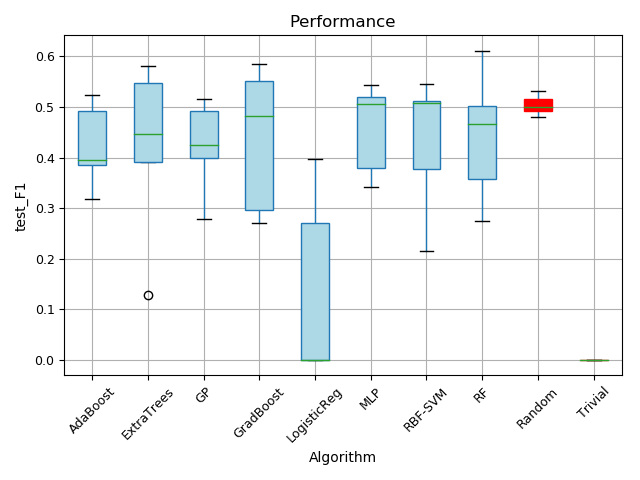 Performance
test_F1
0.6
0.5
0.4
0.3
0.2
0.1
0.0
AdaBoost
ExtraTrees
GP
GradBoost
LogisticReg
MLP
RBF-SVM
RF
Random
Trivial
Algorithm